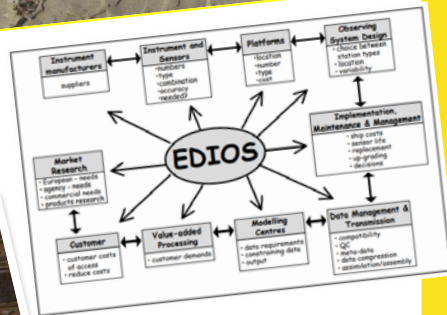 Instrument
manufacturers
suppliers
Instrument and
Sensors
•numbers
•type
•combination
•accuracy
•needed?
Platforms
•location
•number
•type
•cost
Observing
System Design
• choice between
station types
• location
• variability
Implementation,
Maintenance & Management
• ship costs
• sensor life
• replacement
• up-grading
• decisions
EDIOS
Market
Research
• European - needs
• agency - needs
• commercial needs
• products research
Customer
• customer costs
of access
• reduce costs
Value-added
Processing
• customer demands
Modelling
Centres
• data requirements
• constraining data
• output
Data Management &
Transmission
• compatibility
• QC
• meta-data
• data compression
• assimilation/assembly